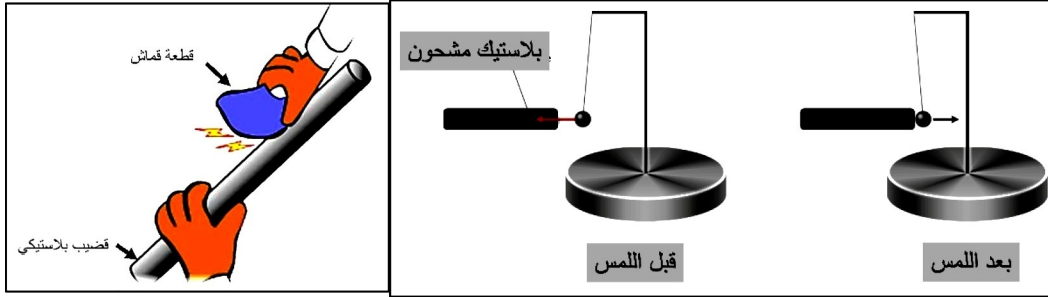 قطعة قماش
قضيب بلاستيكي
بلاستيك مشحون
قبل اللمس
بعد اللمس